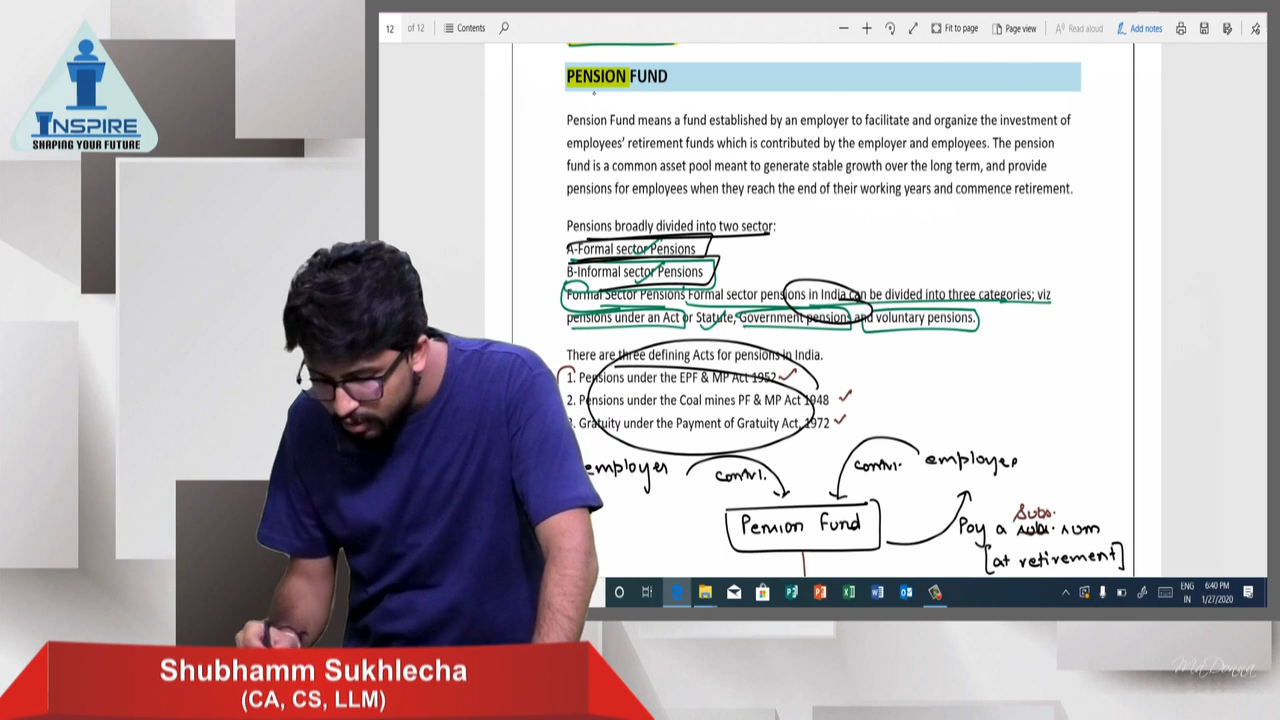 12 of 12 Contents Fit to page Page view Read aloud Add notes
INSPIRE
SHAPING YOUR FUTURE
PENSION FUND
Pension Fund means a fund established by an employer to facilitate and organize the investment of
employees' retirement funds which is contributed by the employer and employees. The pension
fund is a common asset pool meant to generate stable growth over the long term, and provide
pensions for employees when they reach the end of their working years and commence retirement.
Pensions broadly divided into two sector:
A-Formal sector Pensions
B-Informal sector Pensions
Formal Sector Pensions Formal sector pensions in India can be divided into three categories; viz
pensions under an Act or Statute, Government pensions and voluntary pensions.
There are three defining Acts for pensions in India.
1. Pensions under the EPF & MP Act 1952
2. Pensions under the Coal mines PF & MP Act 1948
. Gratuity under the Payment of Gratuity Act, 1972
employer contri. contri. employee
Pension Fund
Subs.
Pay a sum
[at retirement]
ENG 6:40 PM
IN 1/27/2020
Shubhamm Sukhlecha
(CA, CS, LLM)
MaDonna